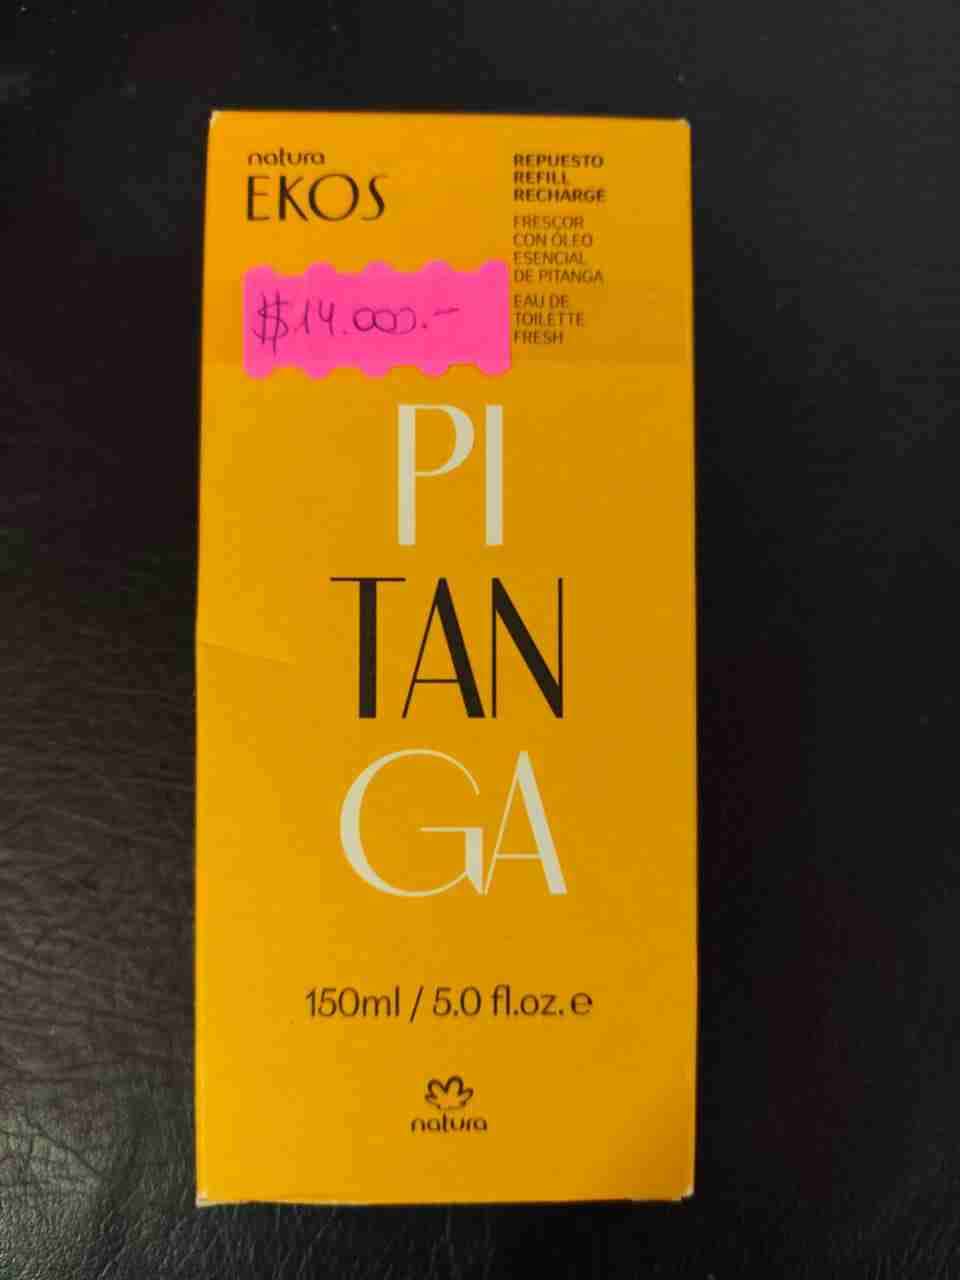 natura
EKOS
REPUESTO
REFILL
RECHARGE
FRESCOR
CON ÓLEO
ESENCIAL
DE PITANGA
EAU DE
TOILETTE
FRESH
$14.000.-
PI
TAN
GA
150ml / 5.0 fl.oz. ℮
natura